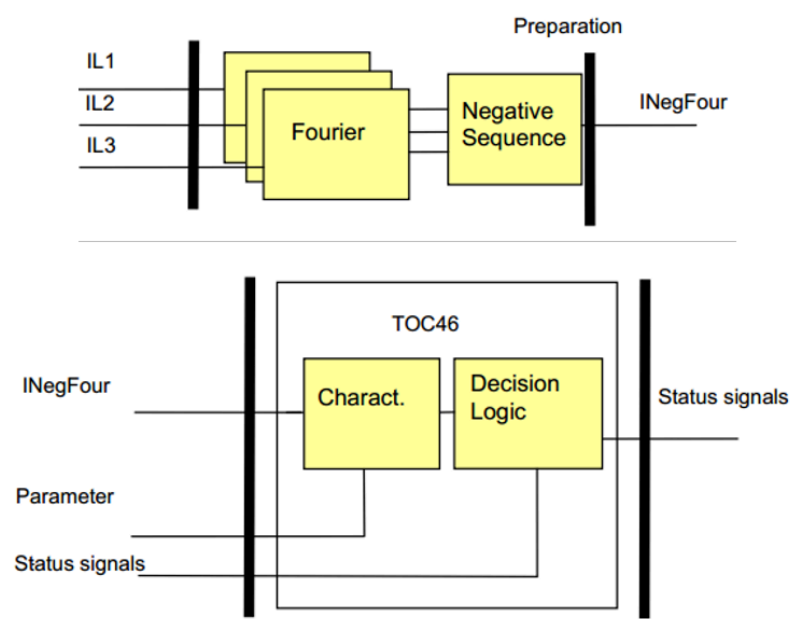 Preparation
IL1
IL2
IL3
Fourier
Negative
Sequence
INegFour
TOC46
INegFour
Charact.
Decision
Logic
Status signals
Parameter
Status signals